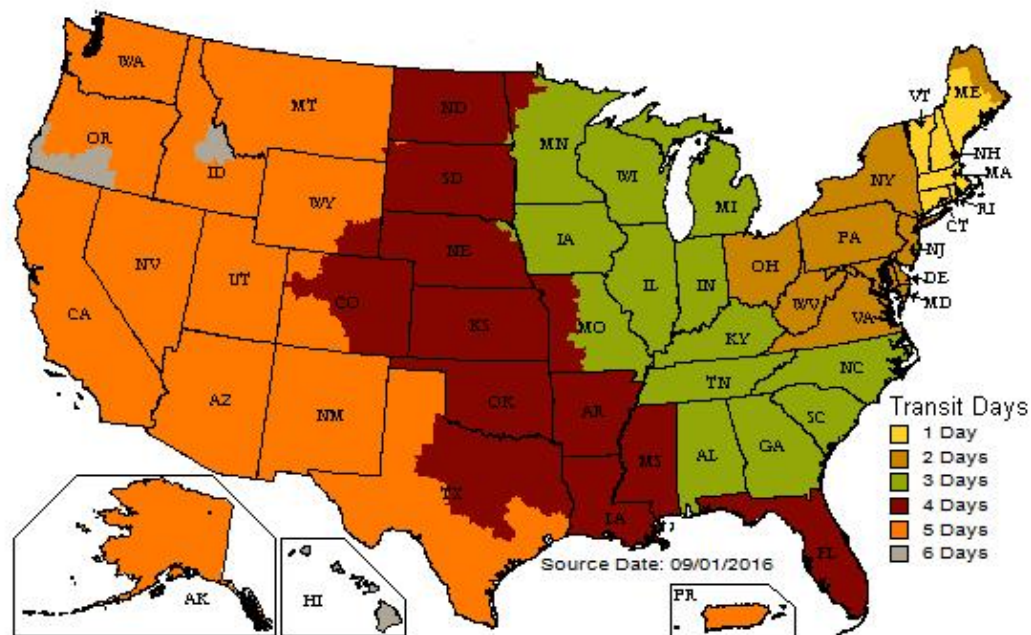 WA
MT
ND
ME
VT
OR
MN
NH
ID
SD
WI
NY
MA
WY
MI
RI
CT
IA
PA
NE
NJ
NV
OH
UT
IL
IN
DE
CO
WV
MD
CA
KS
MO
VA
KY
NC
TN
AZ
OK
NM
AR
SC
MS
AL
GA
TX
LA
FL
Transit Days
1 Day
2 Days
3 Days
4 Days
5 Days
6 Days
Source Date: 09/01/2016
AK
HI
PR